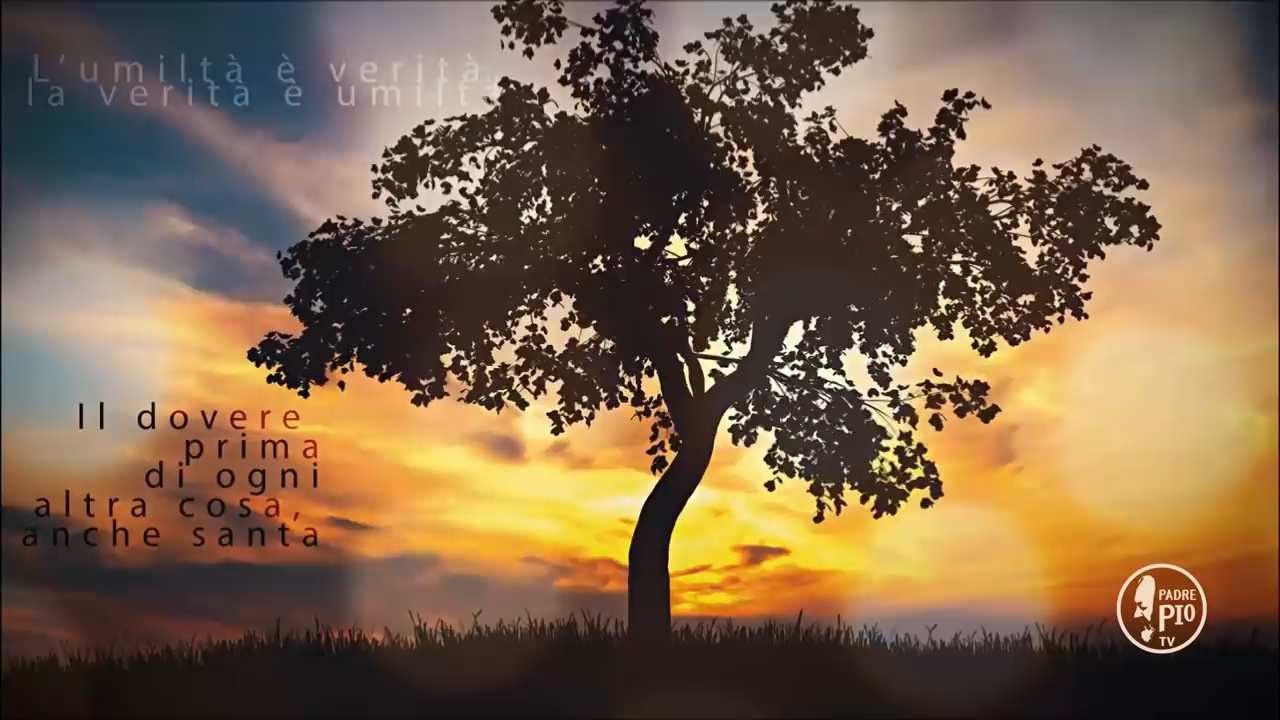 L'umiltà è verità,
la verità è umiltà
Il dovere
prima
di ogni
altra cosa,
anche santa
PADRE
PIO
TV